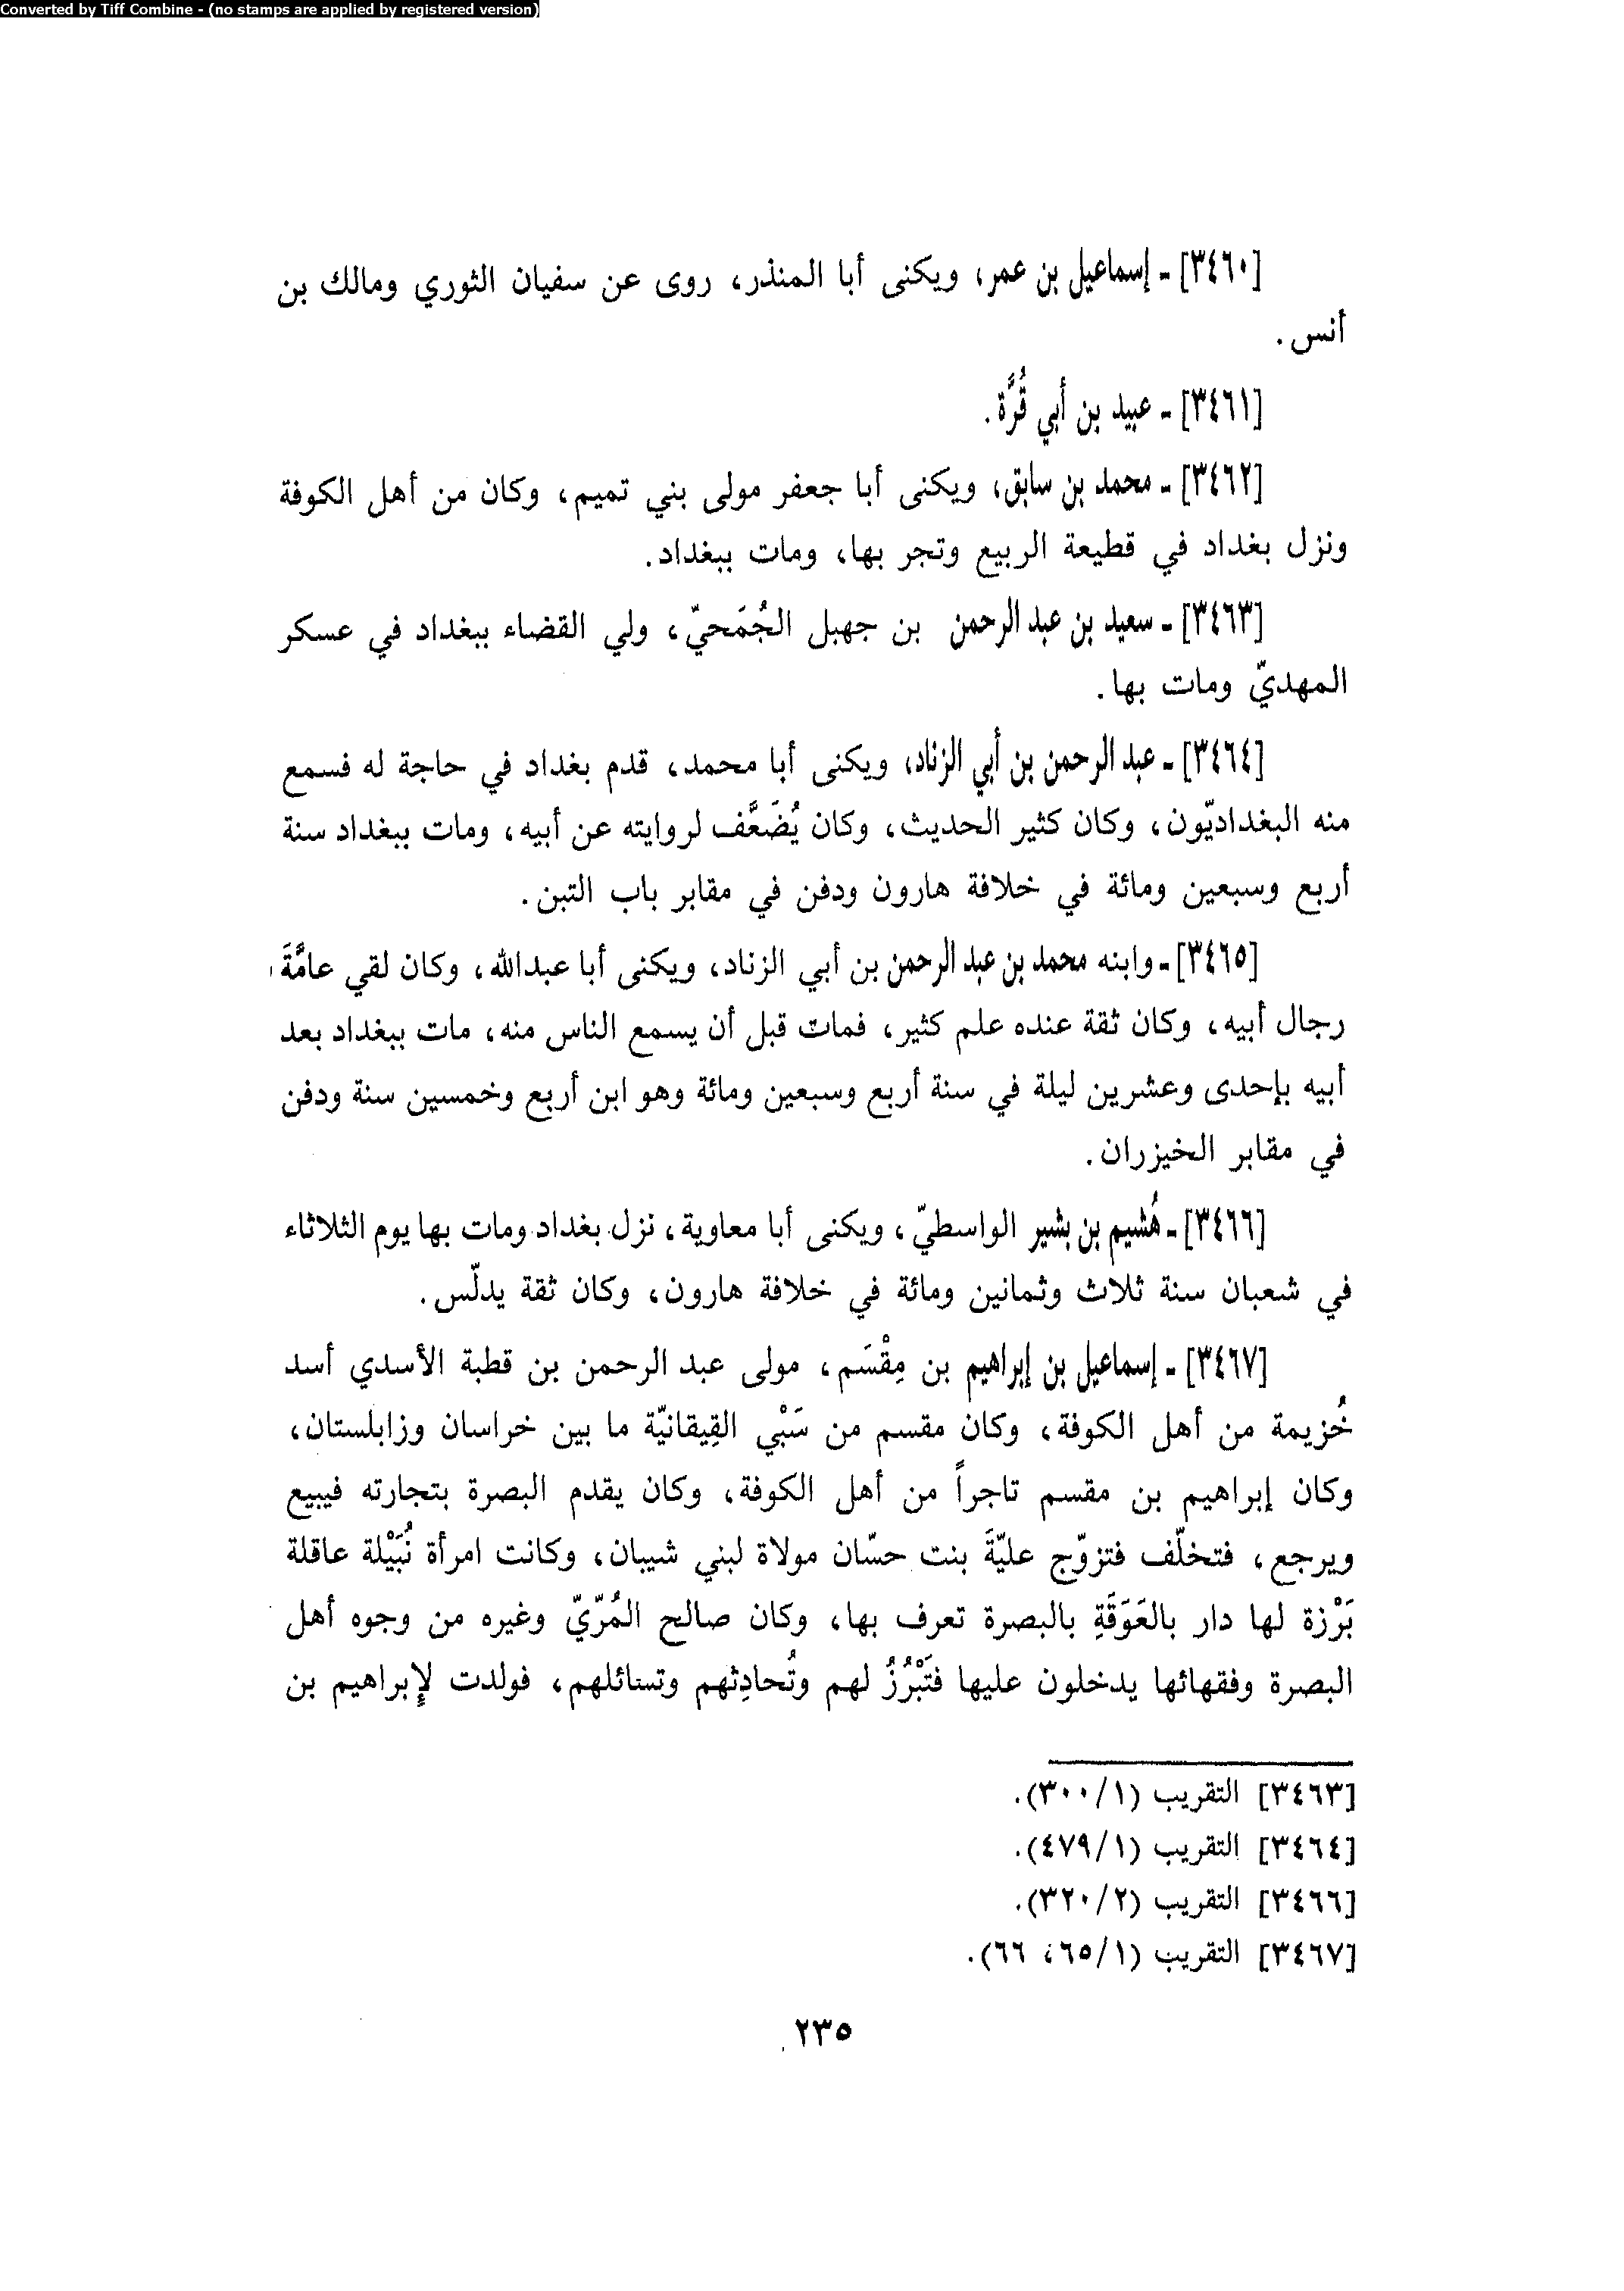 Converted by Tiff Combine - (no stamps are applied by registered version)
[٣٤٦٠] - إسماعيل بن عمر، ويكنى أبا المنذر، روى عن سفيان الثوري ومالك بن
أنس.
[٣٤٦١] - عبيد بن أبي قُرَّة.
[٣٤٦٢] - محمد بن سابق، ويكنى أبا جعفر مولى بني تميم، وكان من أهل الكوفة
ونزل بغداد في قطيعة الربيع وتجر بها، ومات ببغداد.
[٣٤٦٣] - سعيد بن عبد الرحمن بن جهبل الجُمَحيّ، ولي القضاء ببغداد في عسكر
المهديّ ومات بها.
[٣٤٦٤] - عبد الرحمن بن أبي الزناد، ويكنى أبا محمد، قدم بغداد في حاجة له فسمع
منه البغداديّون، وكان كثير الحديث، وكان يُضَعَّف لروايته عن أبيه، ومات ببغداد سنة
أربع وسبعين ومائة في خلافة هارون ودفن في مقابر باب التبن.
[٣٤٦٥] - وابنه محمد بن عبد الرحمن بن أبي الزناد، ويكنى أبا عبدالله، وكان لقي عامَّةَ
رجال أبيه، وكان ثقة عنده علم كثير، فمات قبل أن يسمع الناس منه، مات ببغداد بعد
أبيه بإحدى وعشرين ليلة في سنة أربع وسبعين ومائة وهو ابن أربع وخمسين سنة ودفن
في مقابر الخيزران.
[٣٤٦٦] - هُشيم بن بشير الواسطيّ، ويكنى أبا معاوية، نزل بغداد ومات بها يوم الثلاثاء
في شعبان سنة ثلاث وثمانين ومائة في خلافة هارون، وكان ثقة يدلّس.
[٣٤٦٧] - إسماعيل بن إبراهيم بن مِقْسَم، مولى عبد الرحمن بن قطبة الأسدي أسد
خُزيمة من أهل الكوفة، وكان مقسم من سَبْي القِيقانيّة ما بين خراسان وزابلستان،
وكان إبراهيم بن مقسم تاجراً من أهل الكوفة، وكان يقدم البصرة بتجارته فيبيع
ويرجع، فتخلّف فتزوّج عليّةَ بنت حسّان مولاة لبني شيبان، وكانت امرأة نُبَيْلة عاقلة
بَرْزة لها دار بالعَوَقَةِ بالبصرة تعرف بها، وكان صالح المُرّيّ وغيره من وجوه أهل
البصرة وفقهائها يدخلون عليها فتَبْرُزُ لهم وتُحادِثهم وتسائلهم، فولدت لإبراهيم بن
[٣٤٦٣] التقريب (١/ ٣٠٠).
[٣٤٦٤] التقريب (١/ ٤٧٩).
[٣٤٦٦] التقريب (٢/ ٣٢٠).
[٣٤٦٧] التقريب (١/ ٦٥، ٦٦).
٢٣٥